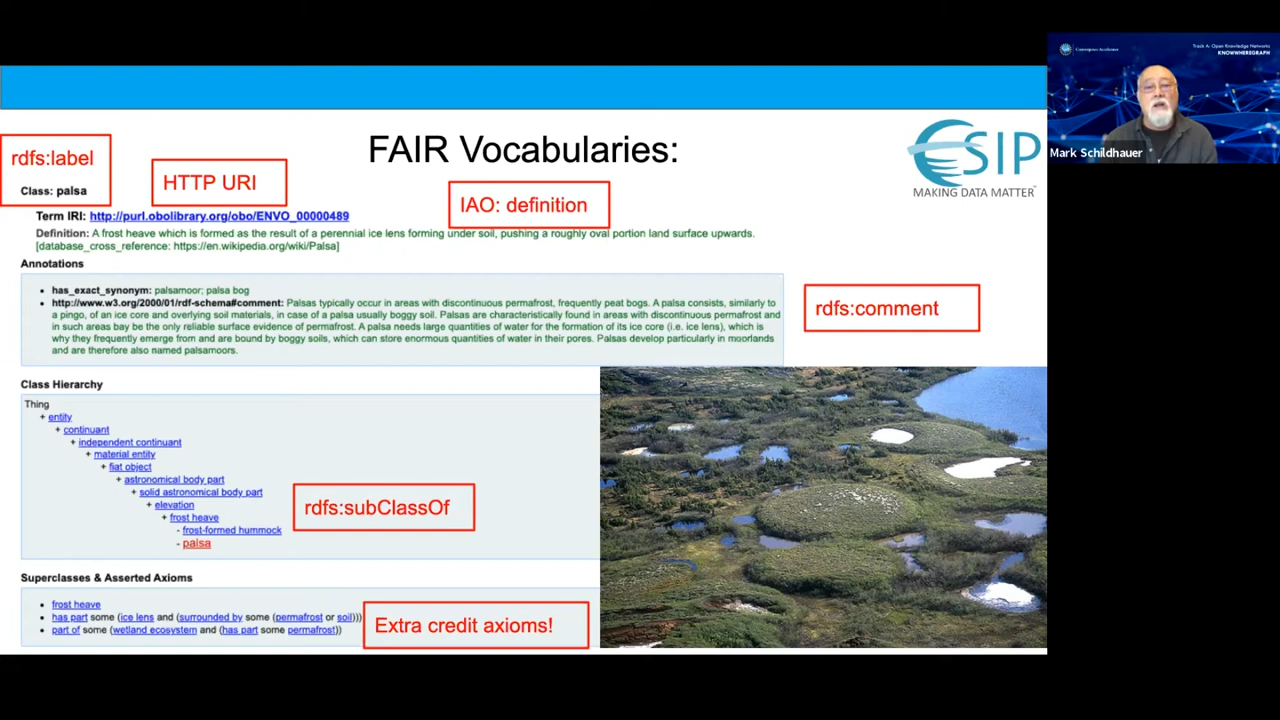 Convergence Accelerator
Track A: Open Knowledge Networks
KNOWWHEREGRAPH
Mark Schildhauer
FAIR Vocabularies:
ESIP
MAKING DATA MATTER
rdfs:label
HTTP URI
IAO: definition
Class: palsa
Term IRI: http://purl.obolibrary.org/obo/ENVO_00000489
Definition: A frost heave which is formed as the result of a perennial ice lens forming under soil, pushing a roughly oval portion land surface upwards.
[database_cross_reference: https://en.wikipedia.org/wiki/Palsa]
Annotations
• has_exact_synonym: palsamoor; palsa bog
• http://www.w3.org/2000/01/rdf-schema#comment: Palsas typically occur in areas with discontinuous permafrost, frequently peat bogs. A palsa consists, similarly to
a pingo, of an ice core and overlying soil materials, in case of a palsa usually boggy soil. Palsas are characteristically found in areas with discontinuous permafrost and
in such areas bay be the only reliable surface evidence of permafrost. A palsa needs large quantities of water for the formation of its ice core (i.e. ice lens), which is
why they frequently emerge from and are bound by boggy soils, which can store enormous quantities of water in their pores. Palsas develop particularly in moorlands
and are therefore also named palsamoors.
rdfs:comment
Class Hierarchy
Thing
+ entity
+ continuant
+ independent continuant
+ material entity
+ fiat object
+ astronomical body part
+ solid astronomical body part
+ elevation
+ frost heave
- frost-formed hummock
- palsa
rdfs:subClassOf
Superclasses & Asserted Axioms
• frost heave
• has part some (ice lens and (surrounded by some (permafrost or soil)))
• part of some (wetland ecosystem and (has part some permafrost))
Extra credit axioms!